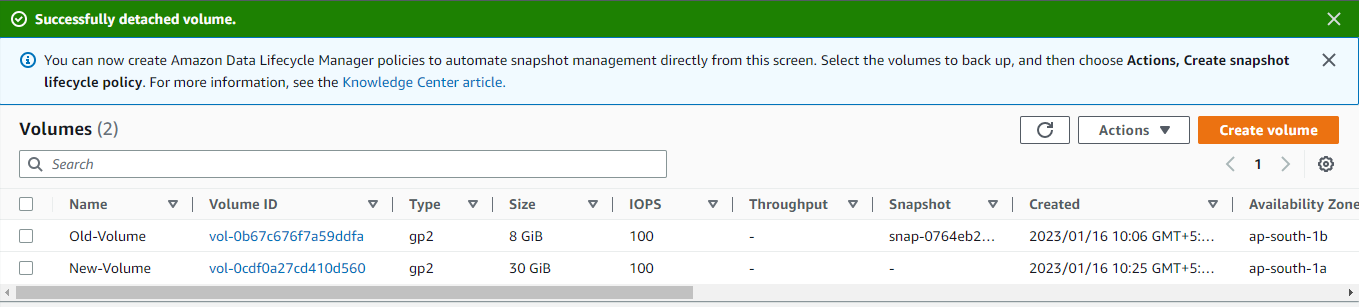 Successfully detached volume.
You can now create Amazon Data Lifecycle Manager policies to automate snapshot management directly from this screen. Select the volumes to back up, and then choose Actions, Create snapshot
lifecycle policy. For more information, see the Knowledge Center article.
Volumes (2)
Actions
Create volume
Search
1
Name Volume ID Type Size IOPS Throughput Snapshot Created Availability Zone
Old-Volume vol-0b67c676f7a59ddfa gp2 8 GiB 100 - snap-0764eb2... 2023/01/16 10:06 GMT+5:... ap-south-1b
New-Volume vol-0cdf0a27cd410d560 gp2 30 GiB 100 - - 2023/01/16 10:25 GMT+5:... ap-south-1a